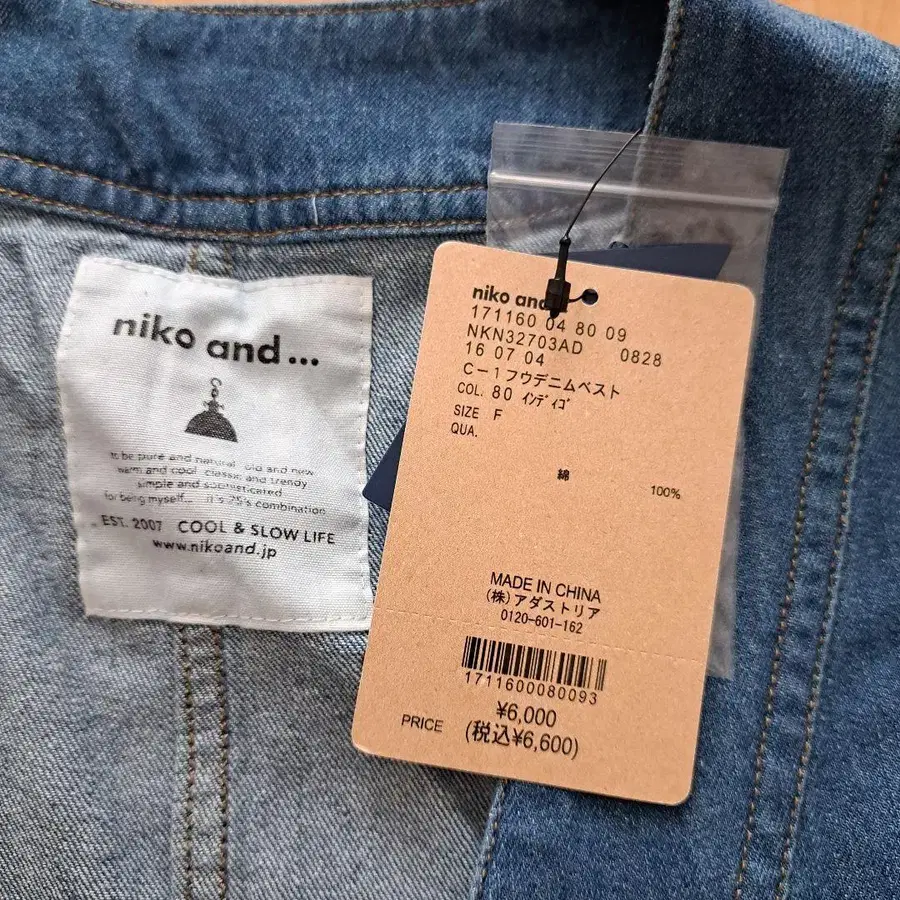 niko and...
to be pure and natural old and new
warm and cool classic and trendy
simple and sophisticated
for being myself... it's 25's combination
EST. 2007 COOL & SLOW LIFE
www.nikoand.jp
niko and
171160 04 80 09
NKN32703AD 0828
16 07 04
C-1フウデニムベスト
COL. 80 インディゴ
SIZE F
QUA.
綿 100%
MADE IN CHINA
(株)アダストリア
0120-601-162
1711600080093
PRICE ¥6,000
(税込¥6,600)